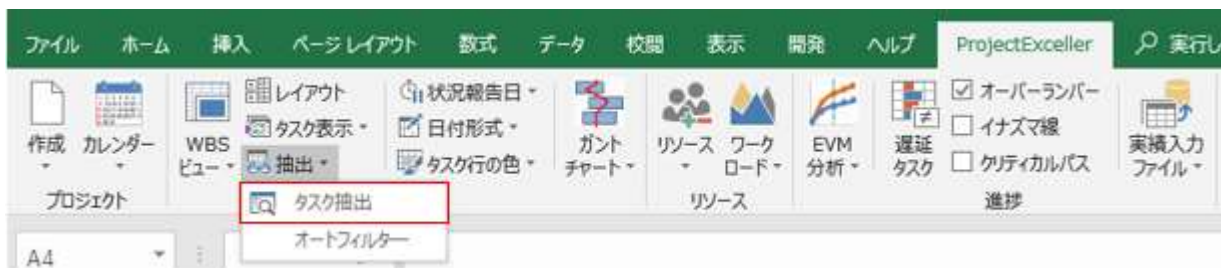 ファイル ホーム 挿入 ページ レイアウト 数式 データ 校閲 表示 開発 ヘルプ ProjectExceller 実行し
作成 カレンダー
プロジェクト
WBS ビュー
レイアウト
タスク表示
抽出
状況報告日
日付形式
タスク行の色
ガント チャート
リソース ワーク ロード
リソース
EVM 分析
遅延 タスク
オーバーランバー
イナズマ線
クリティカルパス
進捗
実績入力 ファイル
タスク抽出
オートフィルター
A4